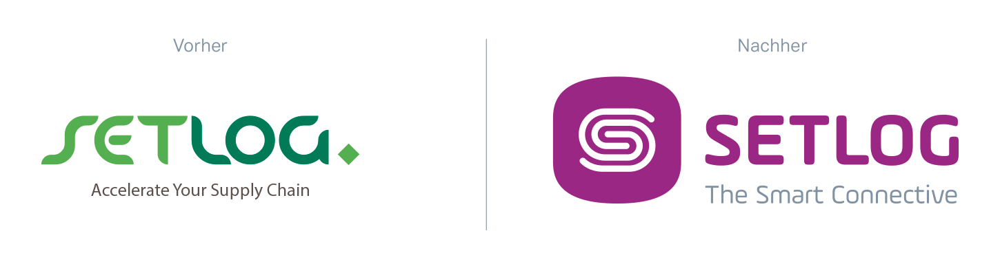 Vorher
SETLOG.
Accelerate Your Supply Chain
Nachher
SETLOG
The Smart Connective